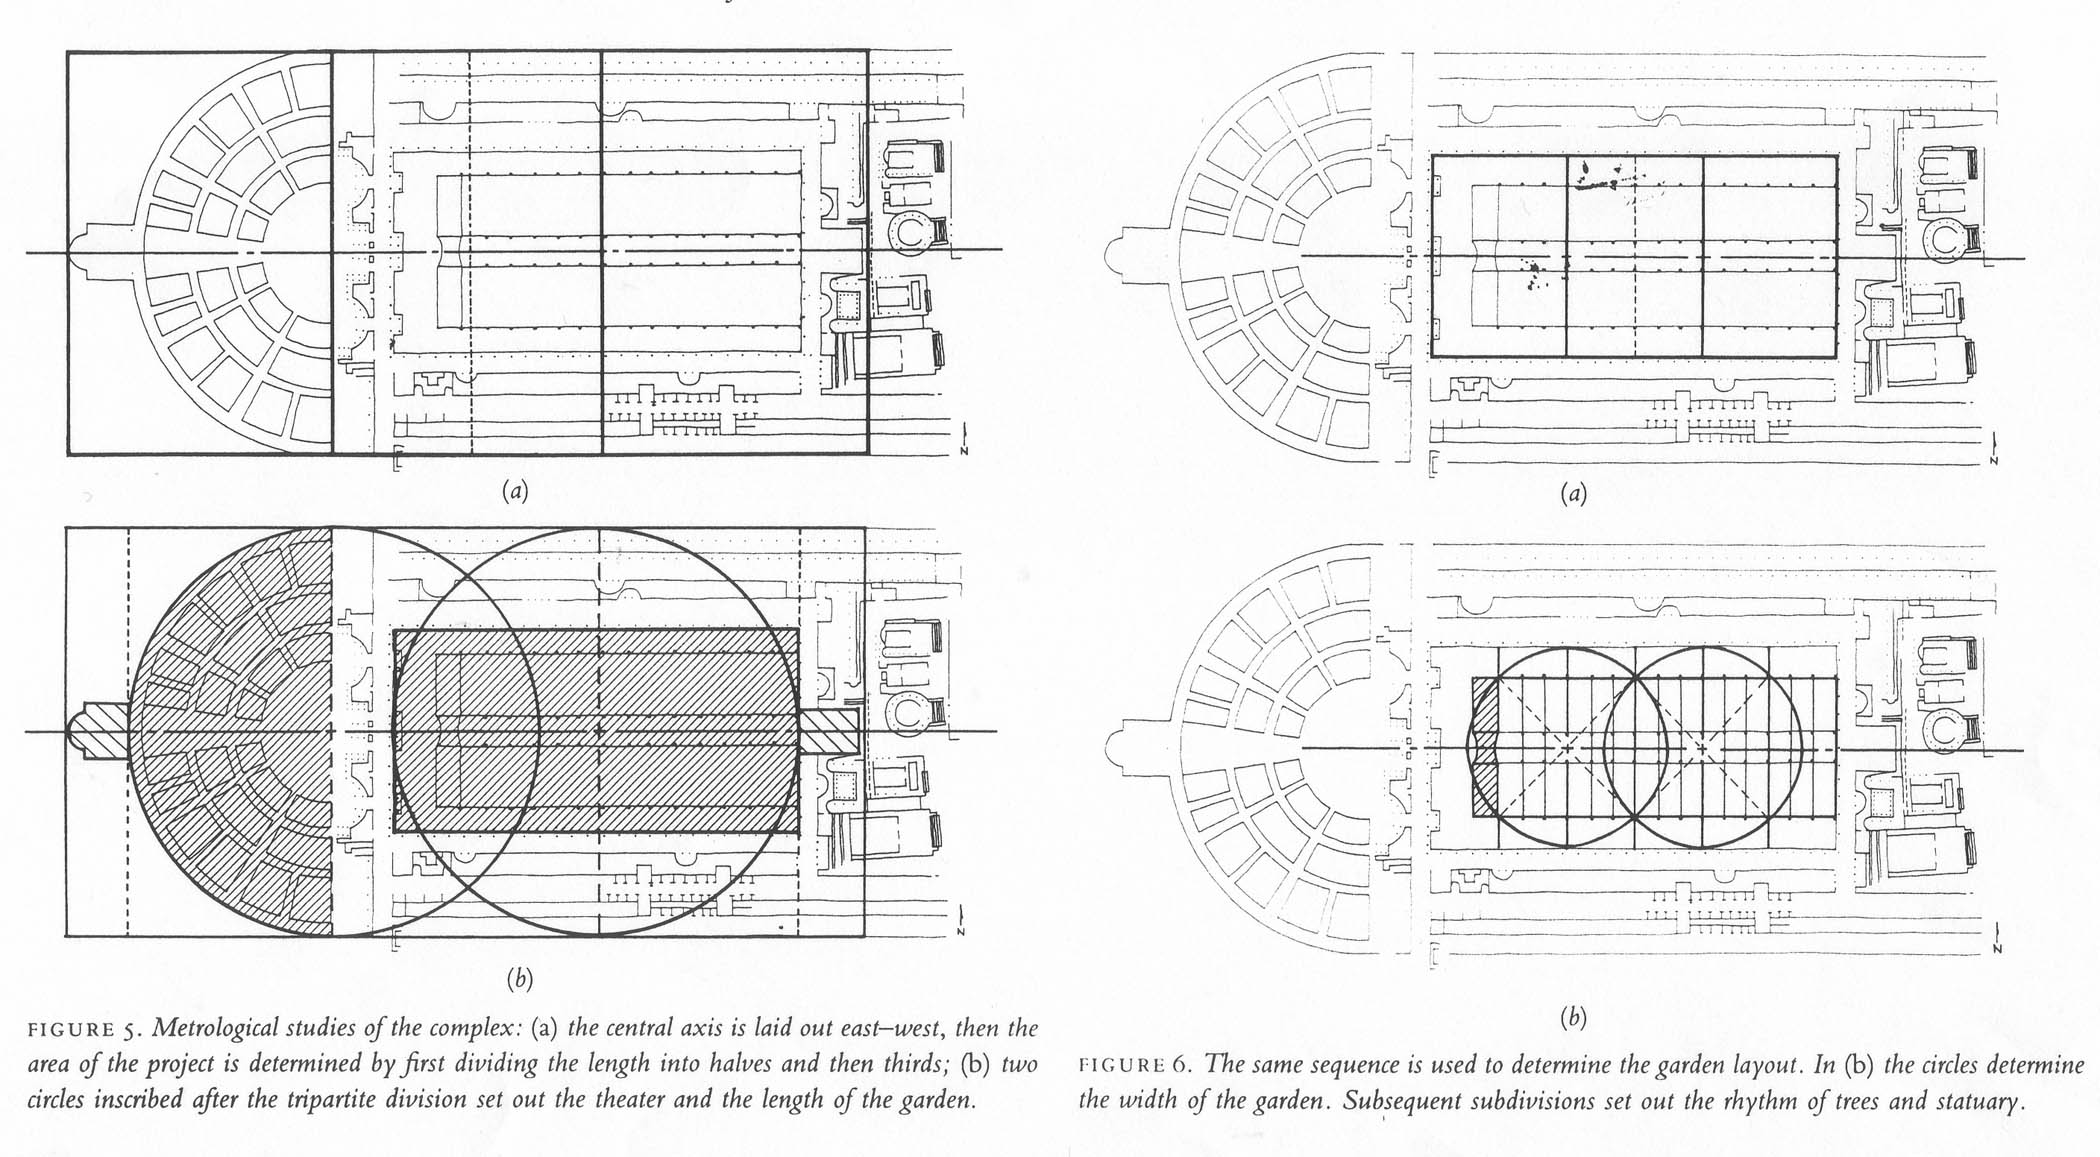 (a)
N
(b)
N
FIGURE 5. Metrological studies of the complex: (a) the central axis is laid out east–west, then the
area of the project is determined by first dividing the length into halves and then thirds; (b) two
circles inscribed after the tripartite division set out the theater and the length of the garden.
(a)
N
(b)
N
FIGURE 6. The same sequence is used to determine the garden layout. In (b) the circles determine
the width of the garden. Subsequent subdivisions set out the rhythm of trees and statuary.